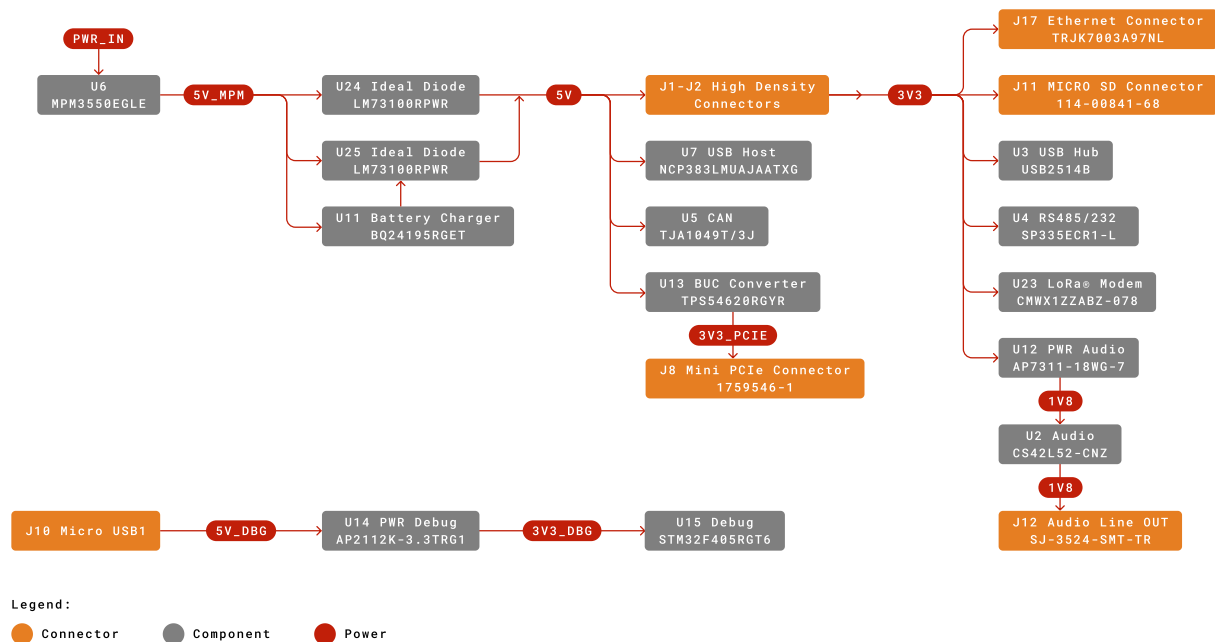 PWR_IN
U6
MPM3550EGLE
5V_MPM
U24 Ideal Diode
LM73100RPWR
U25 Ideal Diode
LM73100RPWR
U11 Battery Charger
BQ24195RGET
5V
J1-J2 High Density
Connectors
U7 USB Host
NCP383LMUAJAATXG
U5 CAN
TJA1049T/3J
U13 BUC Converter
TPS54620RGYR
3V3_PCIE
J8 Mini PCIe Connector
1759546-1
3V3
J17 Ethernet Connector
TRJK7003A97NL
J11 MICRO SD Connector
114-00841-68
U3 USB Hub
USB2514B
U4 RS485/232
SP335ECR1-L
U23 LoRa® Modem
CMWX1ZZABZ-078
U12 PWR Audio
AP7311-18WG-7
1V8
U2 Audio
CS42L52-CNZ
1V8
J12 Audio Line OUT
SJ-3524-SMT-TR
J10 Micro USB1
5V_DBG
U14 PWR Debug
AP2112K-3.3TRG1
3V3_DBG
U15 Debug
STM32F405RGT6
Legend:
Connector
Component
Power